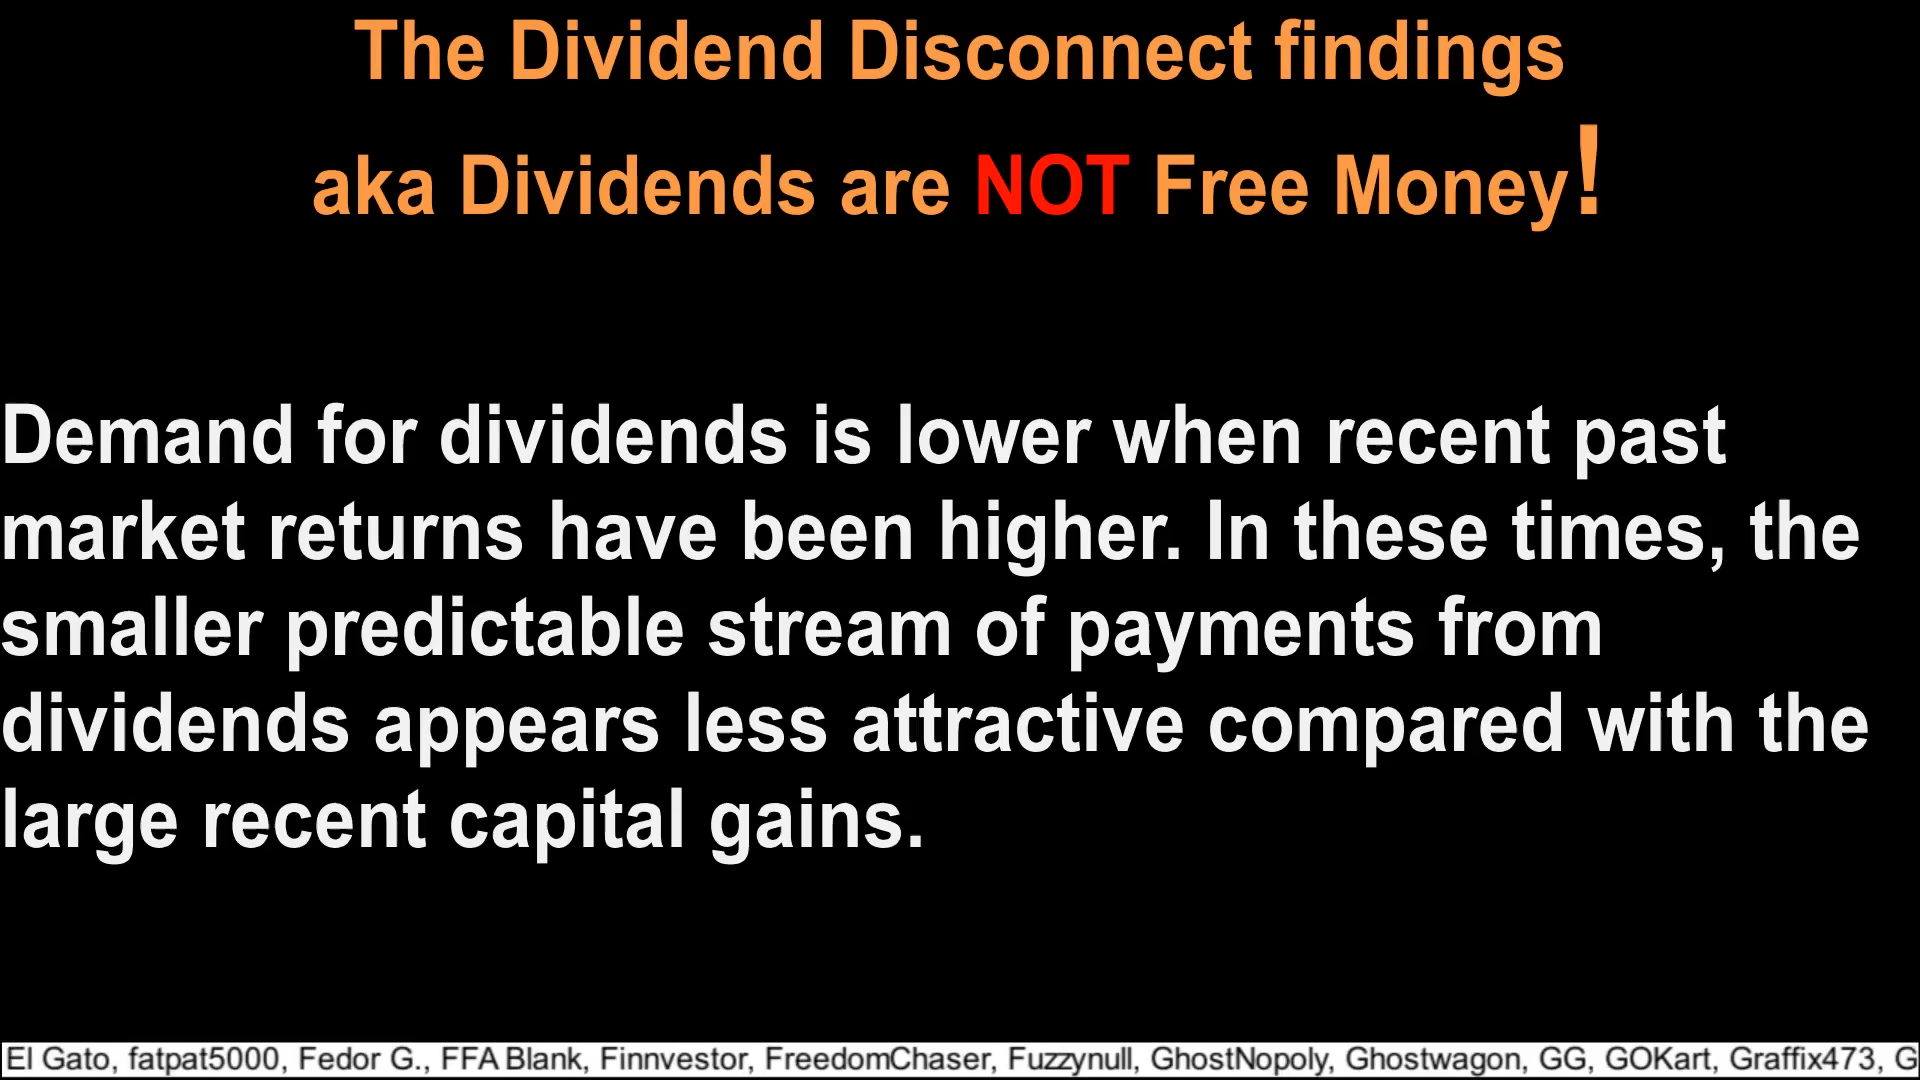 The Dividend Disconnect findings
aka Dividends are NOT Free Money!
Demand for dividends is lower when recent past
market returns have been higher. In these times, the
smaller predictable stream of payments from
dividends appears less attractive compared with the
large recent capital gains.
El Gato, fatpat5000, Fedor G., FFA Blank, Finnvestor, FreedomChaser, Fuzzynull, GhostNopoly, Ghostwagon, GG, GOKart, Graffix473, G